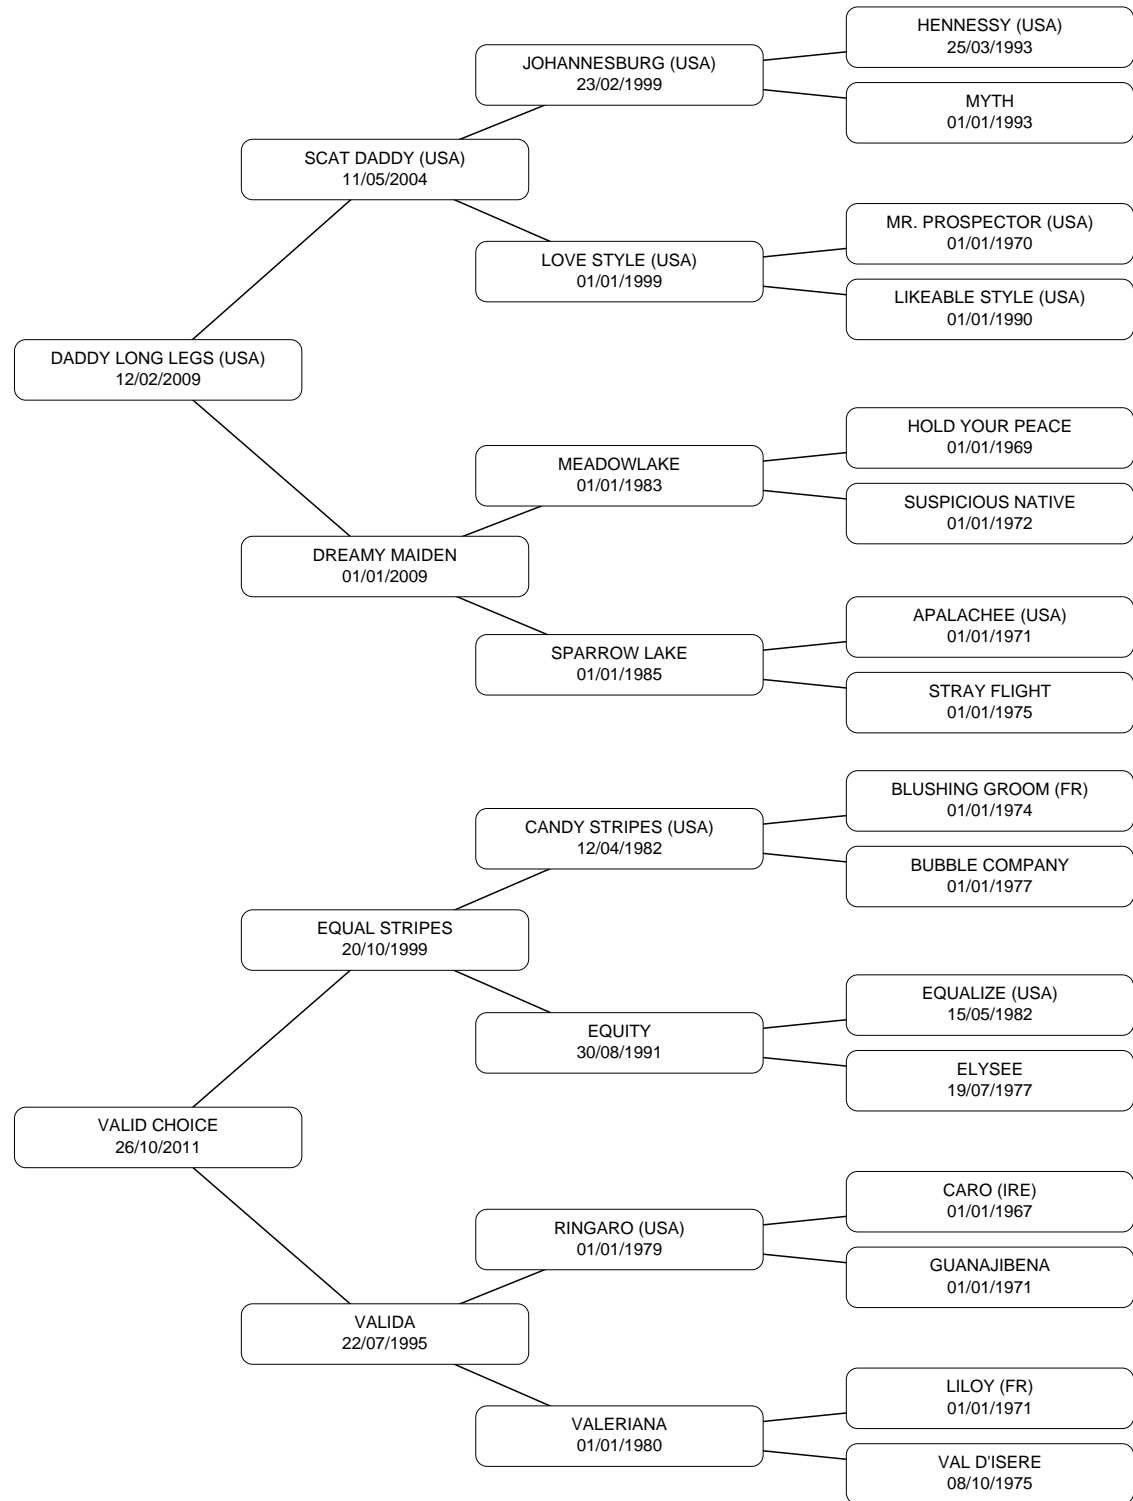 HENNESSY (USA)
25/03/1993
JOHANNESBURG (USA)
23/02/1999
MYTH
01/01/1993
SCAT DADDY (USA)
11/05/2004
MR. PROSPECTOR (USA)
01/01/1970
LOVE STYLE (USA)
01/01/1999
LIKEABLE STYLE (USA)
01/01/1990
DADDY LONG LEGS (USA)
12/02/2009
HOLD YOUR PEACE
01/01/1969
MEADOWLAKE
01/01/1983
SUSPICIOUS NATIVE
01/01/1972
DREAMY MAIDEN
01/01/2009
APALACHEE (USA)
01/01/1971
SPARROW LAKE
01/01/1985
STRAY FLIGHT
01/01/1975
BLUSHING GROOM (FR)
01/01/1974
CANDY STRIPES (USA)
12/04/1982
BUBBLE COMPANY
01/01/1977
EQUAL STRIPES
20/10/1999
EQUALIZE (USA)
15/05/1982
EQUITY
30/08/1991
ELYSEE
19/07/1977
VALID CHOICE
26/10/2011
CARO (IRE)
01/01/1967
RINGARO (USA)
01/01/1979
GUANAJIBENA
01/01/1971
VALIDA
22/07/1995
LILOY (FR)
01/01/1971
VALERIANA
01/01/1980
VAL D'ISERE
08/10/1975